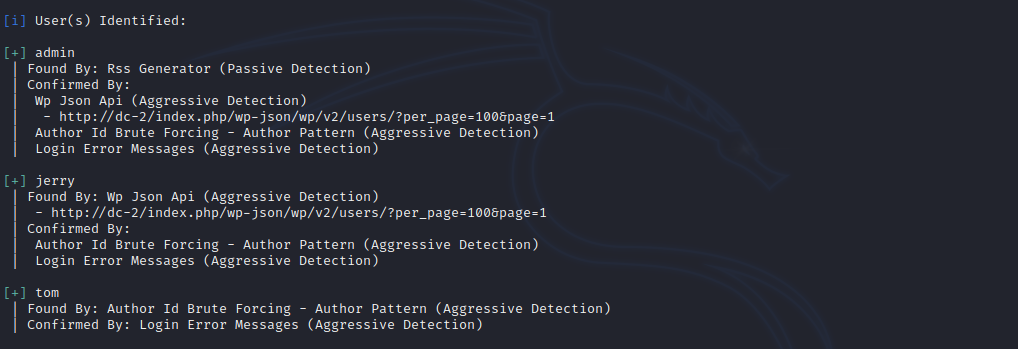 [i] User(s) Identified:
[+] admin
| Found By: Rss Generator (Passive Detection)
| Confirmed By:
|  Wp Json Api (Aggressive Detection)
|   - http://dc-2/index.php/wp-json/wp/v2/users/?per_page=100&page=1
|  Author Id Brute Forcing - Author Pattern (Aggressive Detection)
|  Login Error Messages (Aggressive Detection)
[+] jerry
| Found By: Wp Json Api (Aggressive Detection)
|  - http://dc-2/index.php/wp-json/wp/v2/users/?per_page=100&page=1
| Confirmed By:
|  Author Id Brute Forcing - Author Pattern (Aggressive Detection)
|  Login Error Messages (Aggressive Detection)
[+] tom
| Found By: Author Id Brute Forcing - Author Pattern (Aggressive Detection)
| Confirmed By: Login Error Messages (Aggressive Detection)